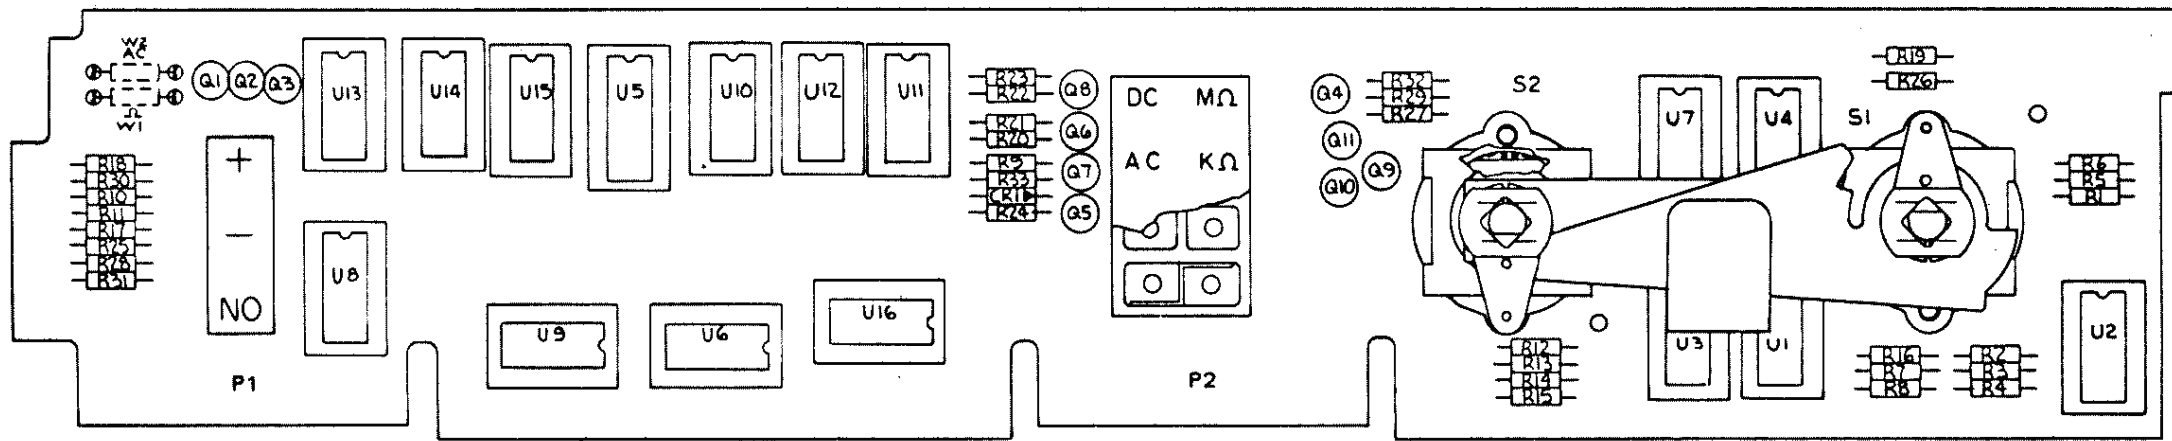 W2
AC
Ω
W1
Q1
Q2
Q3
U13
U14
U15
U5
U10
U12
U11
R23
R22
R21
R20
R9
R33
CR1
R24
Q8
Q6
Q7
Q5
DC MΩ
AC KΩ
Q4
Q11
Q9
Q10
R32
R29
R27
S2
U7
U4
S1
R19
R26
R6
R5
R1
R18
R30
R10
R11
R17
R25
R28
R31
+
−
NO
P1
U8
U9
U6
U16
P2
R12
R13
R14
R15
U3
U1
R16
R7
R8
R2
R3
R4
U2